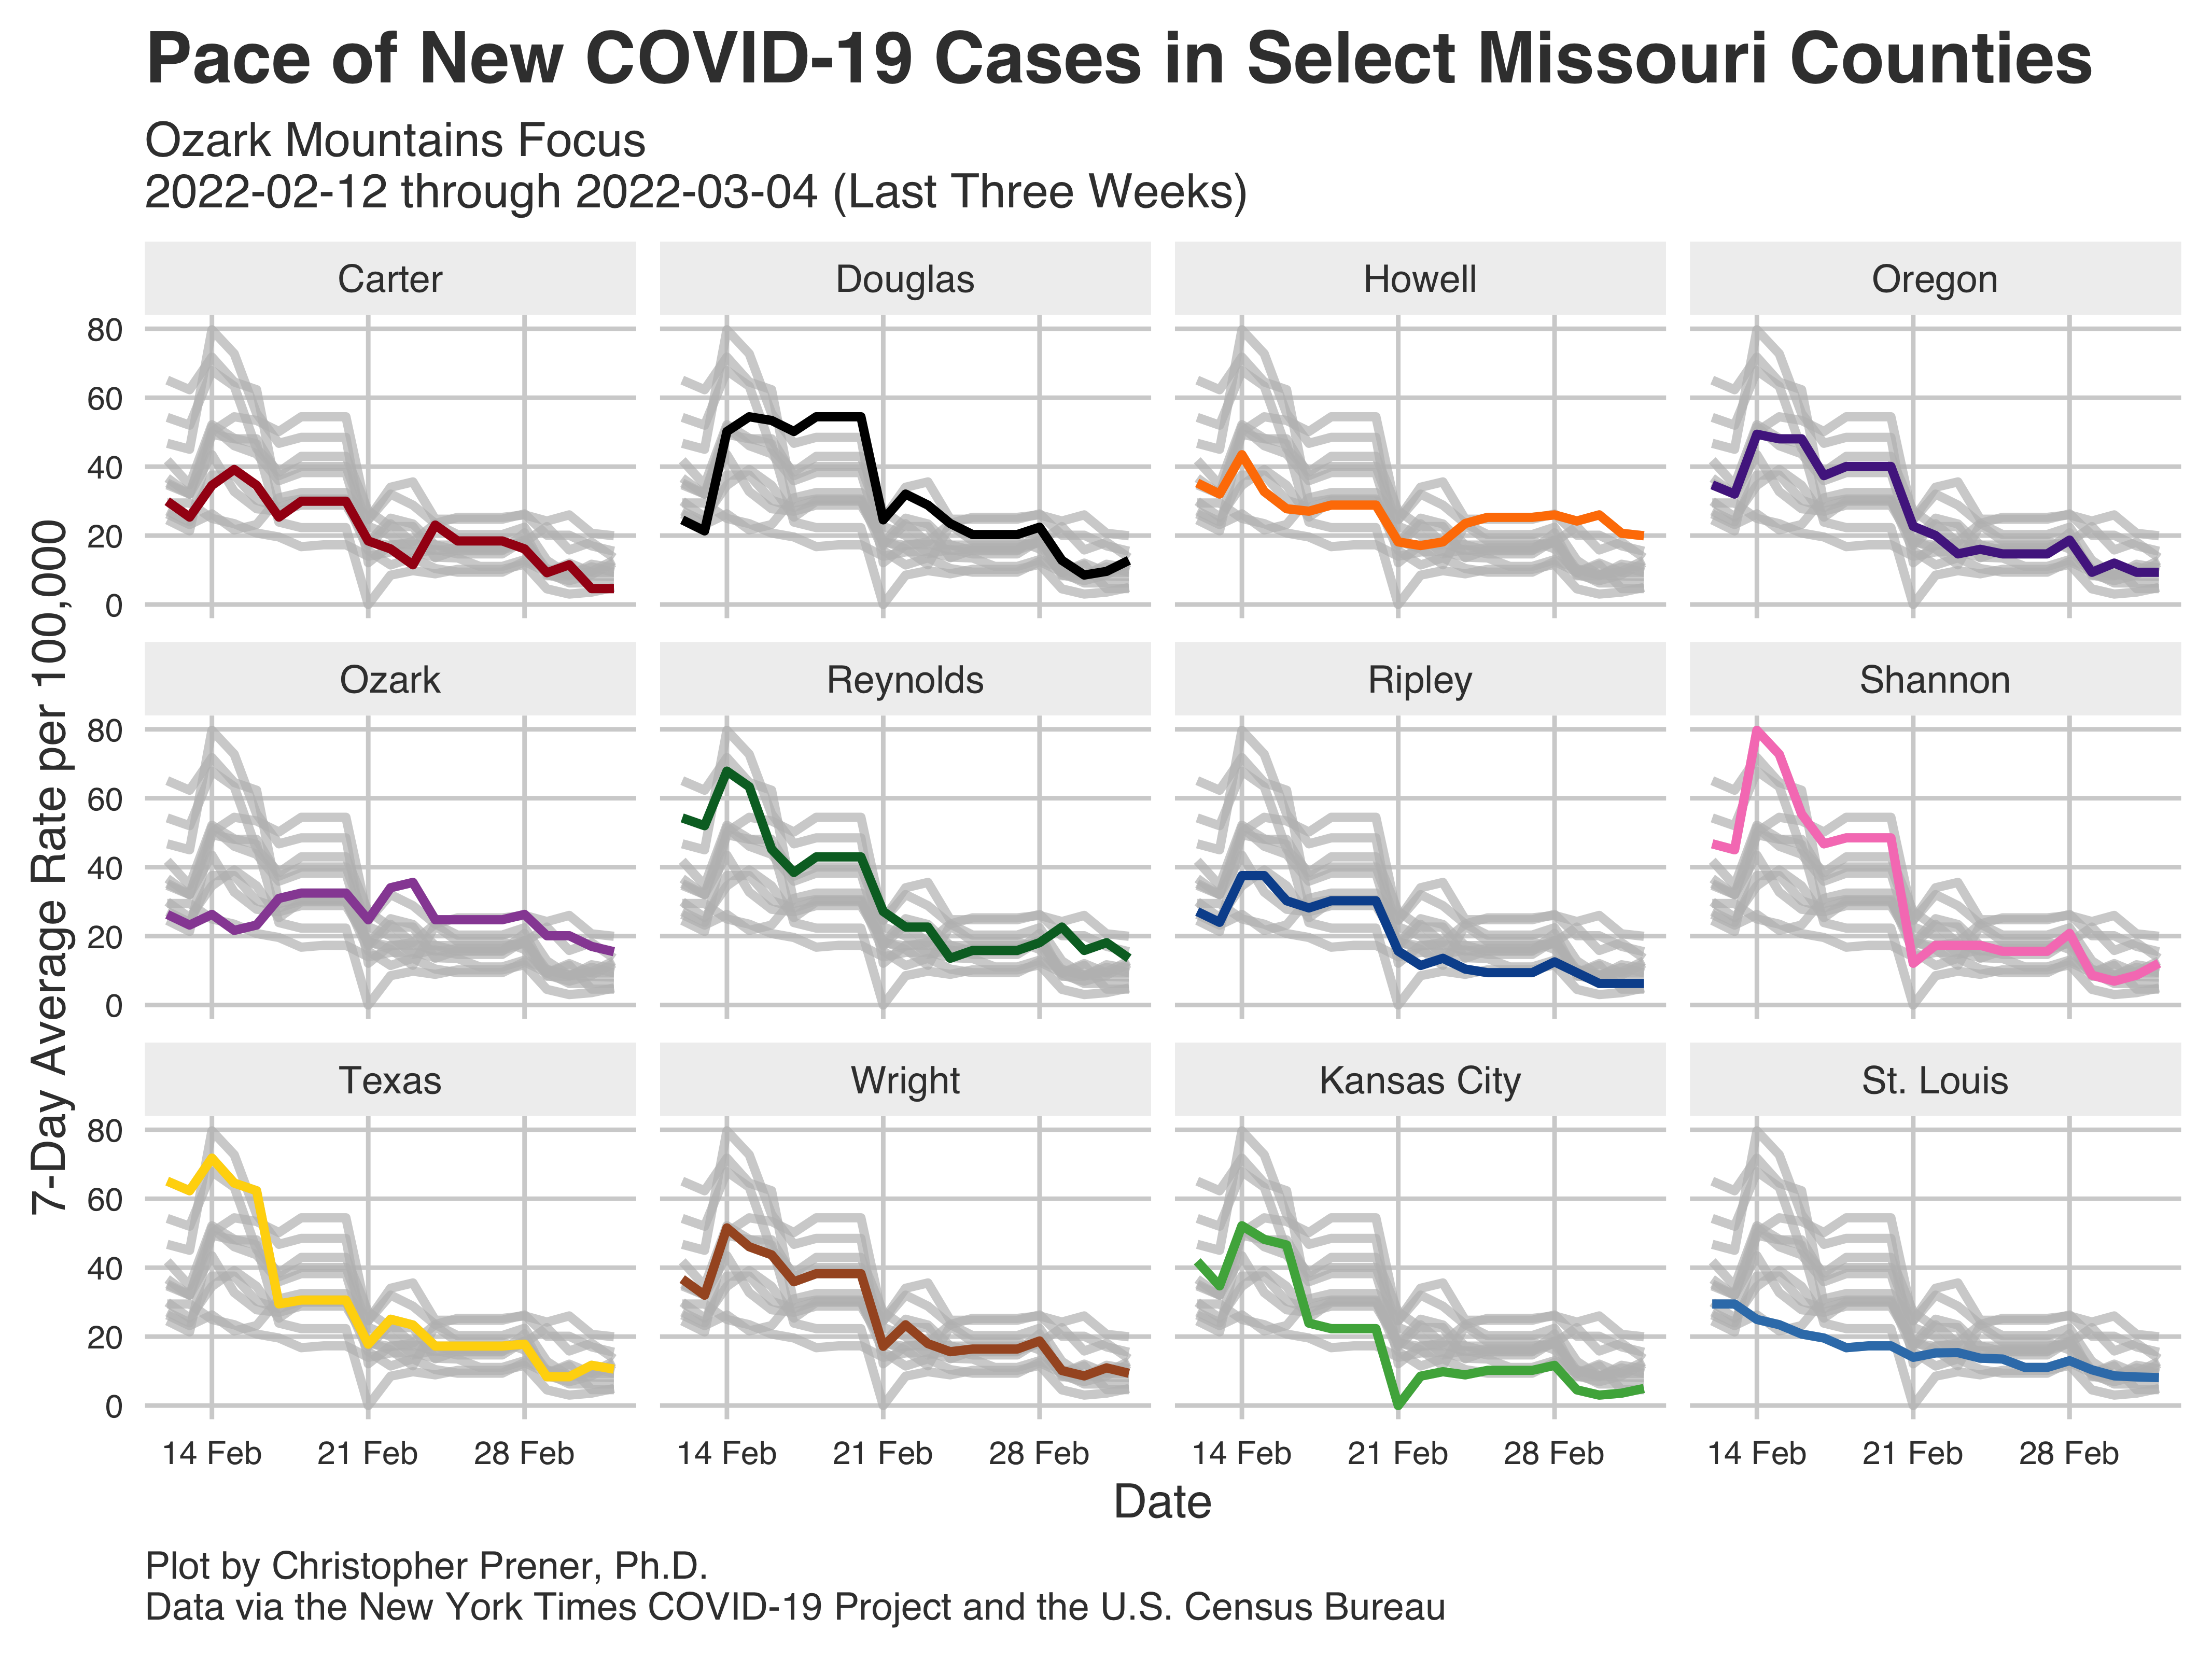 Pace of New COVID-19 Cases in Select Missouri Counties
Ozark Mountains Focus
2022-02-12 through 2022-03-04 (Last Three Weeks)
Carter
Douglas
Howell
Oregon
80
60
40
20
0
Ozark
Reynolds
Ripley
Shannon
80
60
40
20
0
Texas
Wright
Kansas City
St. Louis
80
60
40
20
0
7-Day Average Rate per 100,000
14 Feb 21 Feb 28 Feb
14 Feb 21 Feb 28 Feb
14 Feb 21 Feb 28 Feb
14 Feb 21 Feb 28 Feb
Date
Plot by Christopher Prener, Ph.D.
Data via the New York Times COVID-19 Project and the U.S. Census Bureau